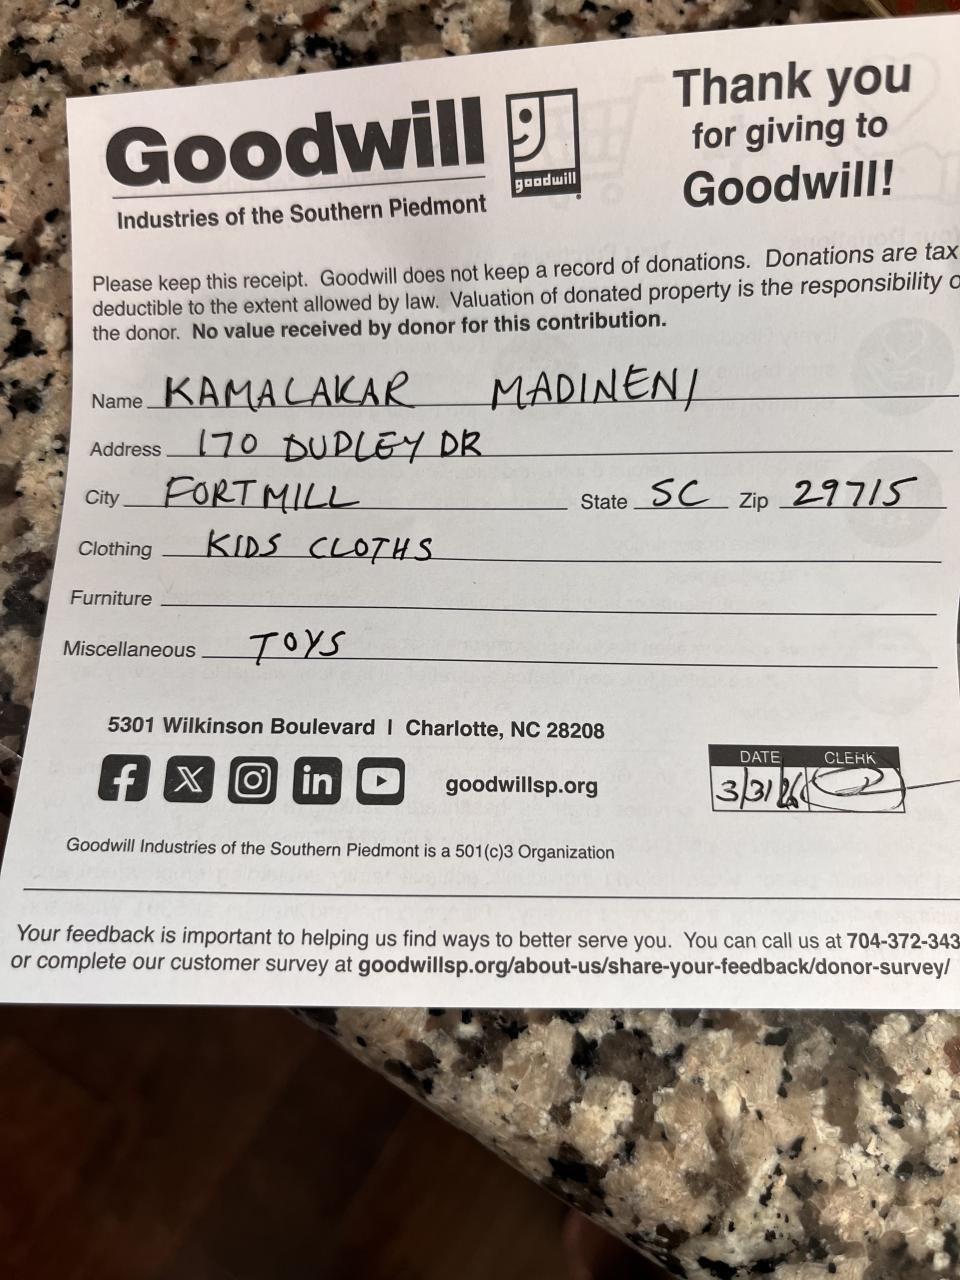 Goodwill
goodwill
Industries of the Southern Piedmont
Thank you
for giving to
Goodwill!
Please keep this receipt. Goodwill does not keep a record of donations. Donations are tax
deductible to the extent allowed by law. Valuation of donated property is the responsibility o
the donor. No value received by donor for this contribution.
Name KAMALAKAR MADINENI
Address 170 DUDLEY DR
City FORTMILL State SC Zip 29715
Clothing KIDS CLOTHS
Furniture
Miscellaneous TOYS
5301 Wilkinson Boulevard | Charlotte, NC 28208
goodwillsp.org
DATE CLERK
3/31/26
Goodwill Industries of the Southern Piedmont is a 501(c)3 Organization
Your feedback is important to helping us find ways to better serve you. You can call us at 704-372-343
or complete our customer survey at goodwillsp.org/about-us/share-your-feedback/donor-survey/